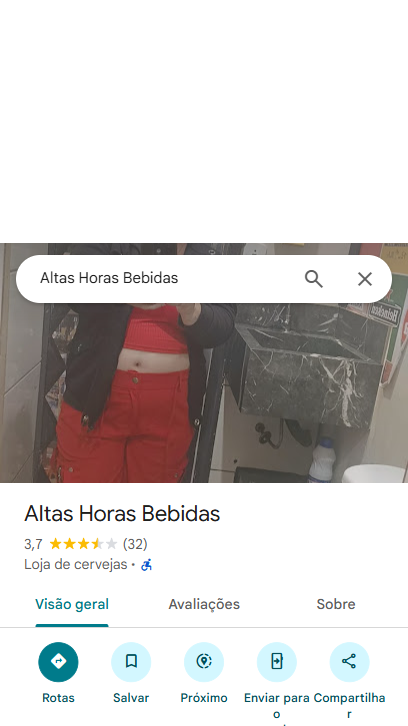 Altas Horas Bebidas
Heineken
Altas Horas Bebidas
3,7 (32)
Loja de cervejas ·
Visão geral
Avaliações
Sobre
Rotas
Salvar
Próximo
Enviar para o
Compartilhar